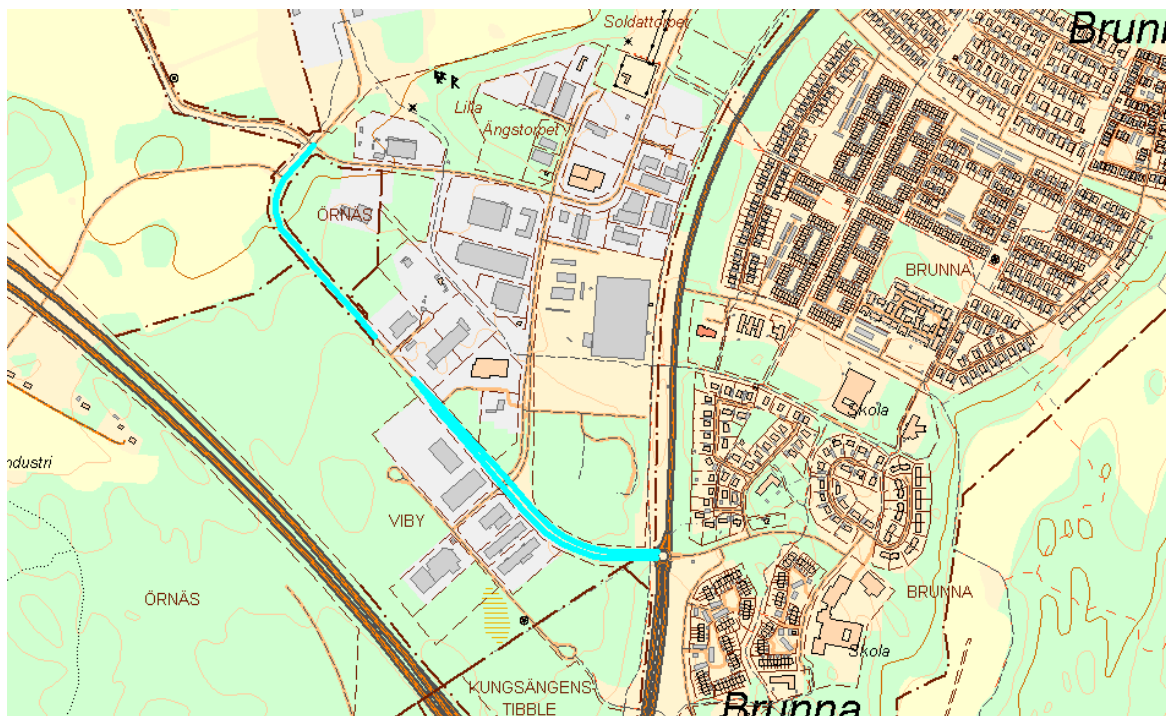 Soldattorpet
Brunn
Lilla
Ängstorpet
ÖRNÄS
BRUNNA
Skola
ndustri
VIBY
ÖRNÄS
BRUNNA
Skola
KUNGSÄNGENS-
TIBBLE
Brunna